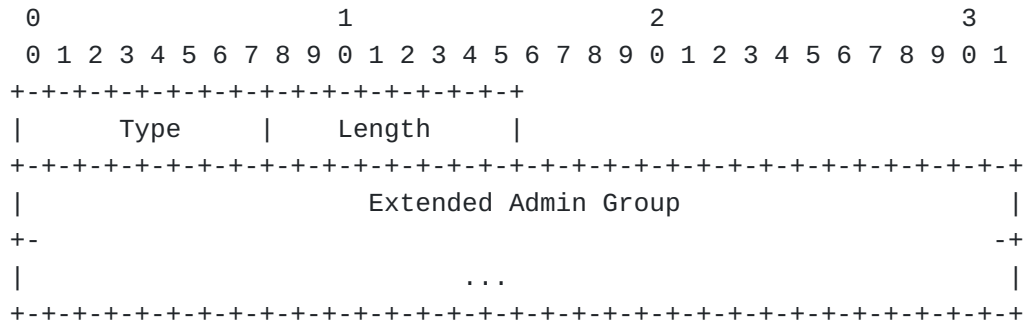 0                   1                   2                   3
 0 1 2 3 4 5 6 7 8 9 0 1 2 3 4 5 6 7 8 9 0 1 2 3 4 5 6 7 8 9 0 1
+-+-+-+-+-+-+-+-+-+-+-+-+-+-+-+-+
|      Type     |    Length     |
+-+-+-+-+-+-+-+-+-+-+-+-+-+-+-+-+-+-+-+-+-+-+-+-+-+-+-+-+-+-+-+-+
|                      Extended Admin Group                     |
+-                                                             -+
|                            ...                                |
+-+-+-+-+-+-+-+-+-+-+-+-+-+-+-+-+-+-+-+-+-+-+-+-+-+-+-+-+-+-+-+-+